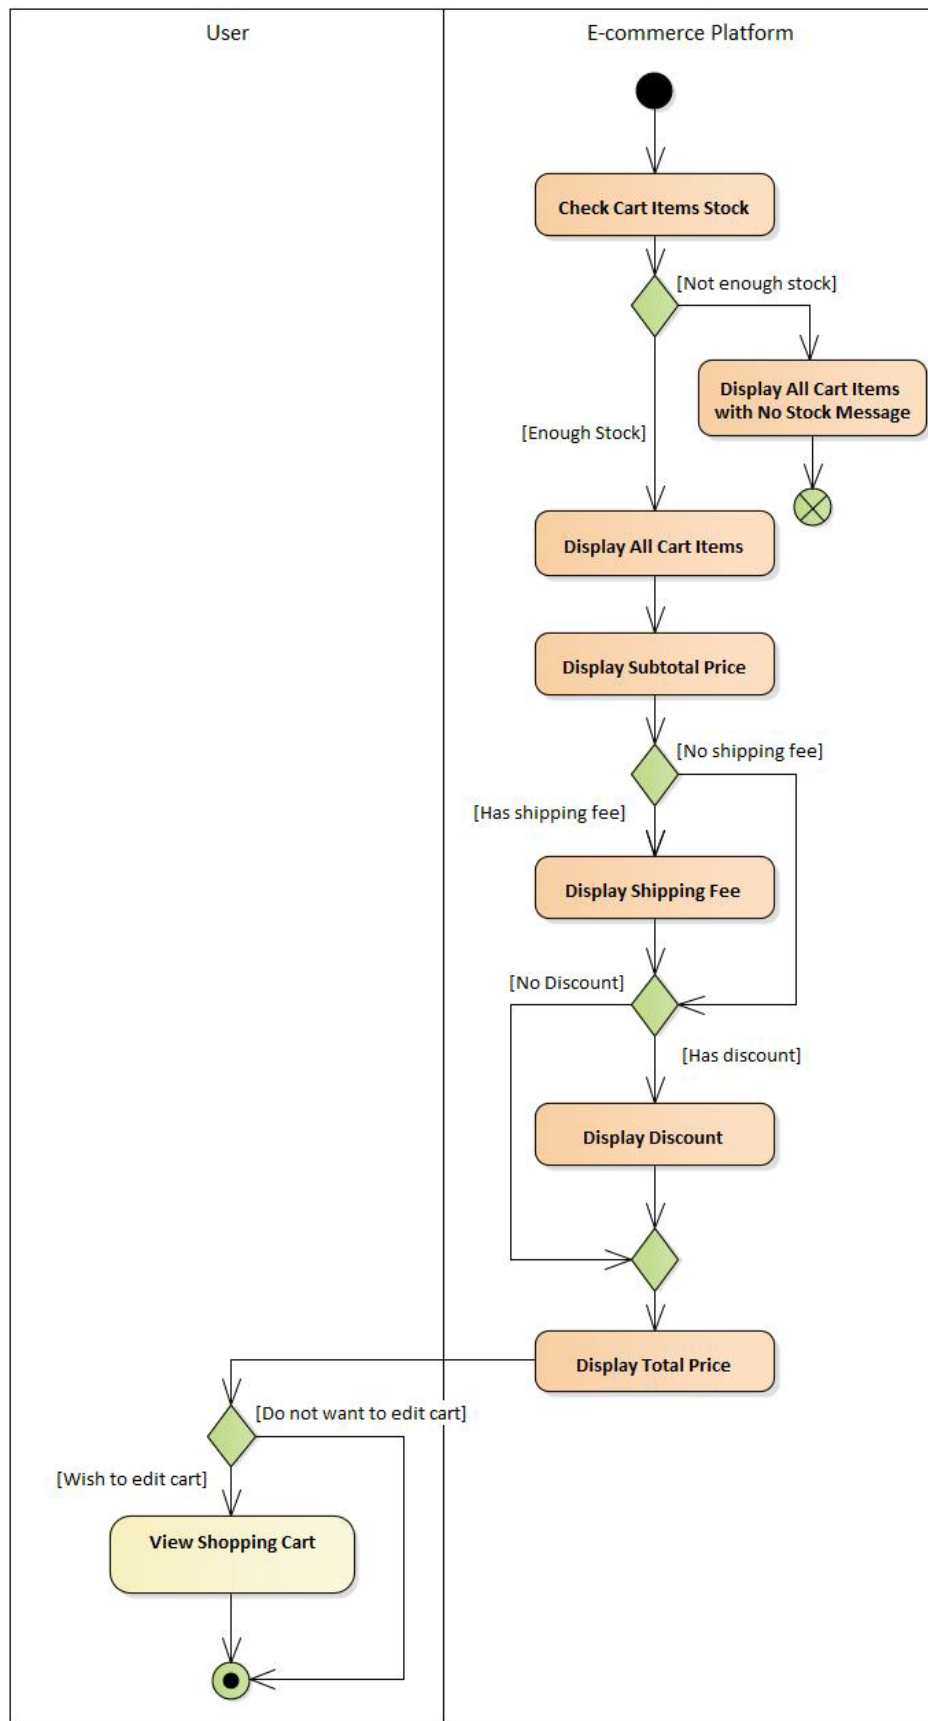 User
E-commerce Platform
Check Cart Items Stock
[Not enough stock]
Display All Cart Items
with No Stock Message
[Enough Stock]
Display All Cart Items
Display Subtotal Price
[No shipping fee]
[Has shipping fee]
Display Shipping Fee
[No Discount]
[Has discount]
Display Discount
Display Total Price
[Do not want to edit cart]
[Wish to edit cart]
View Shopping Cart